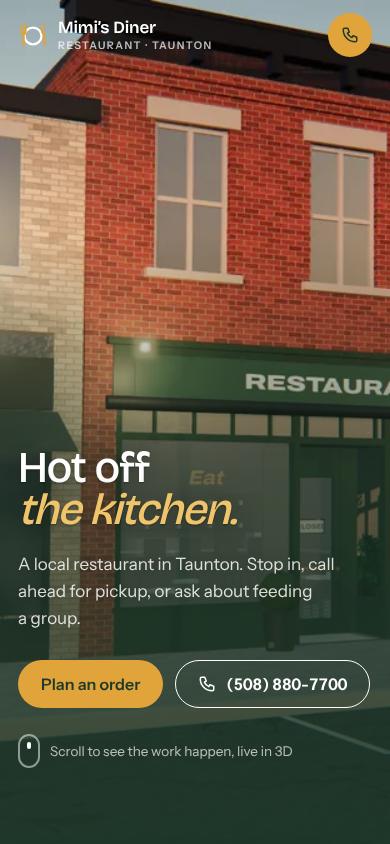 Mimi's Diner
RESTAURANT · TAUNTON
RESTAURA
Eat
CLOSED
Hot off
the kitchen.
A local restaurant in Taunton. Stop in, call
ahead for pickup, or ask about feeding
a group.
Plan an order
(508) 880-7700
Scroll to see the work happen, live in 3D